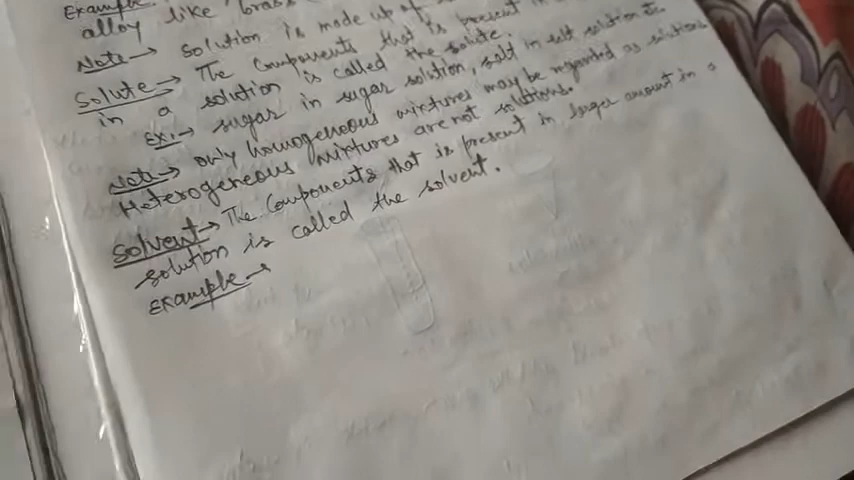 Example
alloy like brass
Note → Solution is made up of
Solute → The Components that is present in
in a solution is called the solute.
Ex:→ sugar in sugar solution, salt in salt solution etc.
Note → only homogeneous mixtures may be regarded as solutions
Heterogeneous mixtures are not solutions.
Solvent → The Components that is present in larger amount in a
solution is called the solvent.
Example →